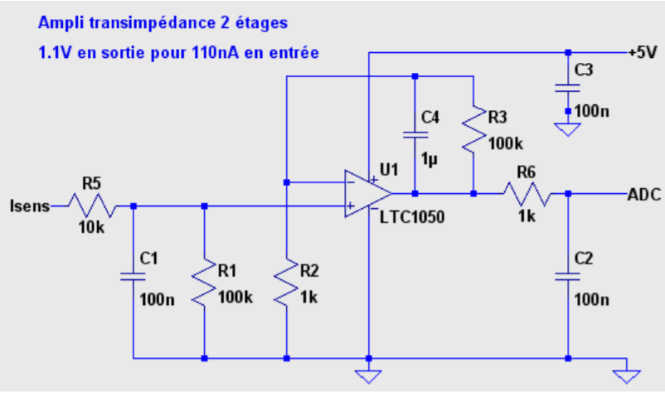 Ampli transimpédance 2 étages
1.1V en sortie pour 110nA en entrée
+5V
C3
100n
C4
1µ
R3
100k
U1
LTC1050
R6
1k
ADC
R5
Isens
10k
C1
100n
R1
100k
R2
1k
C2
100n